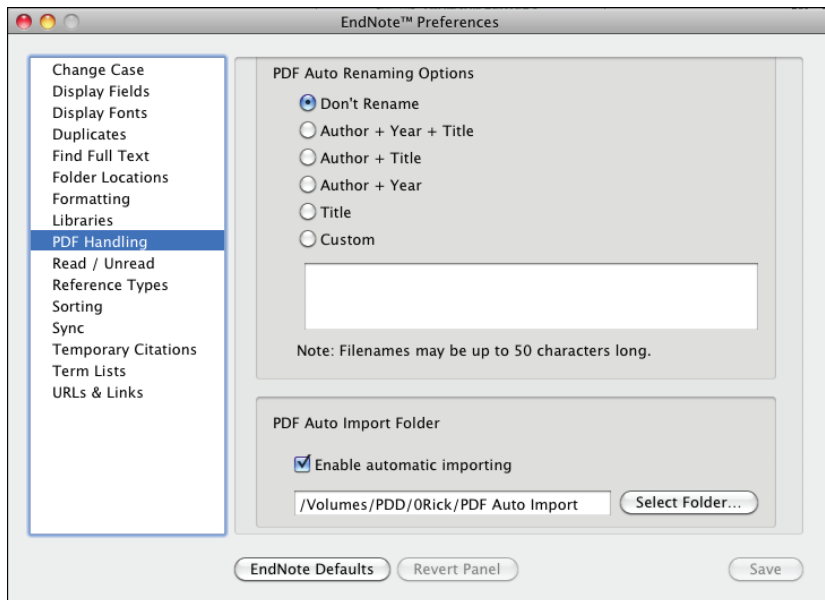 EndNote™ Preferences
Change Case
Display Fields
Display Fonts
Duplicates
Find Full Text
Folder Locations
Formatting
Libraries
PDF Handling
Read / Unread
Reference Types
Sorting
Sync
Temporary Citations
Term Lists
URLs & Links
PDF Auto Renaming Options
Don't Rename
Author + Year + Title
Author + Title
Author + Year
Title
Custom
Note: Filenames may be up to 50 characters long.
PDF Auto Import Folder
Enable automatic importing
/Volumes/PDD/0Rick/PDF Auto Import
Select Folder...
EndNote Defaults
Revert Panel
Save